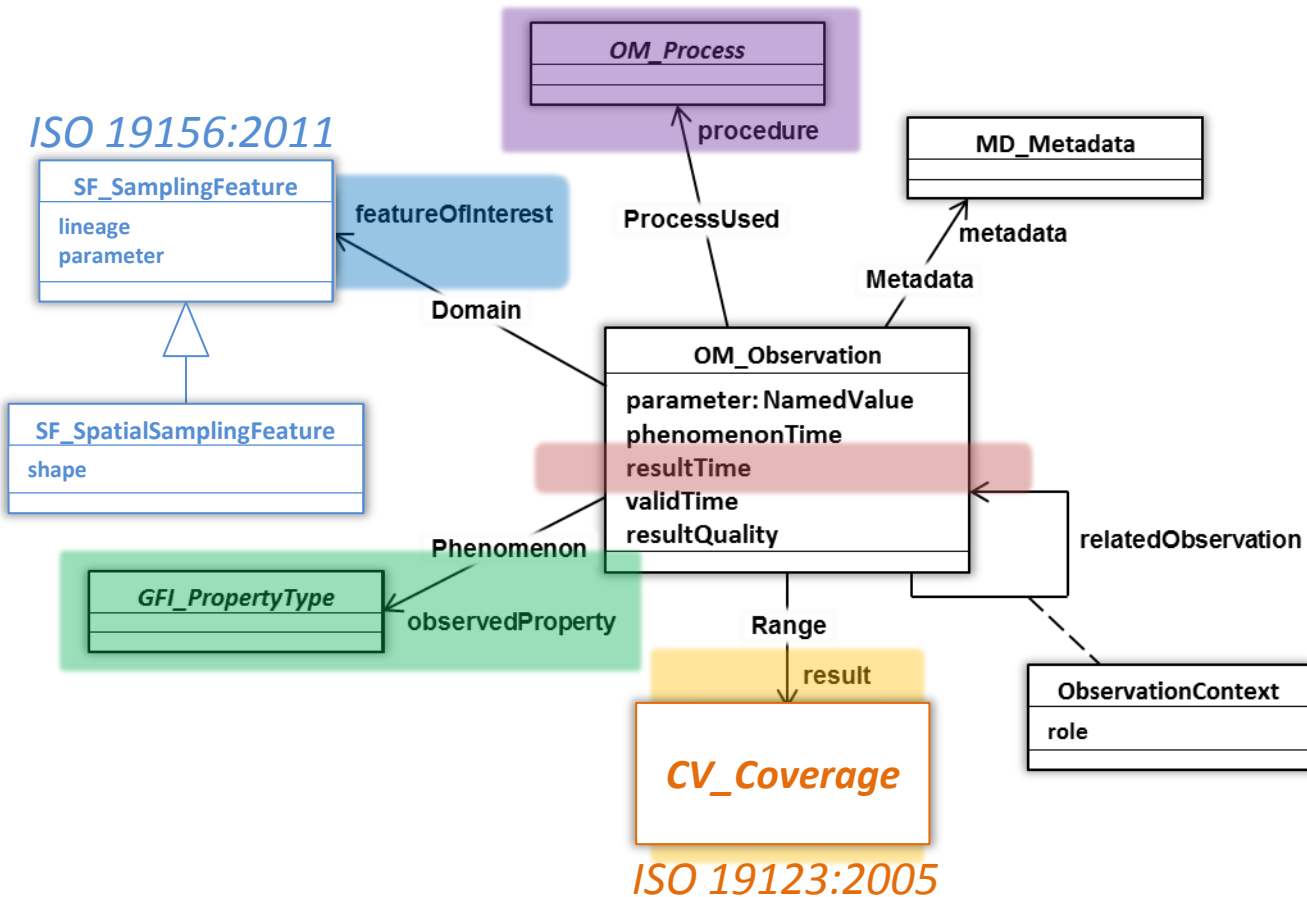 OM_Process
procedure
ISO 19156:2011
SF_SamplingFeature
lineage
parameter
featureOfInterest
MD_Metadata
metadata
ProcessUsed
Metadata
Domain
OM_Observation
parameter: NamedValue
phenomenonTime
resultTime
validTime
resultQuality
SF_SpatialSamplingFeature
shape
Phenomenon
GFI_PropertyType
observedProperty
relatedObservation
Range
result
ObservationContext
role
CV_Coverage
ISO 19123:2005